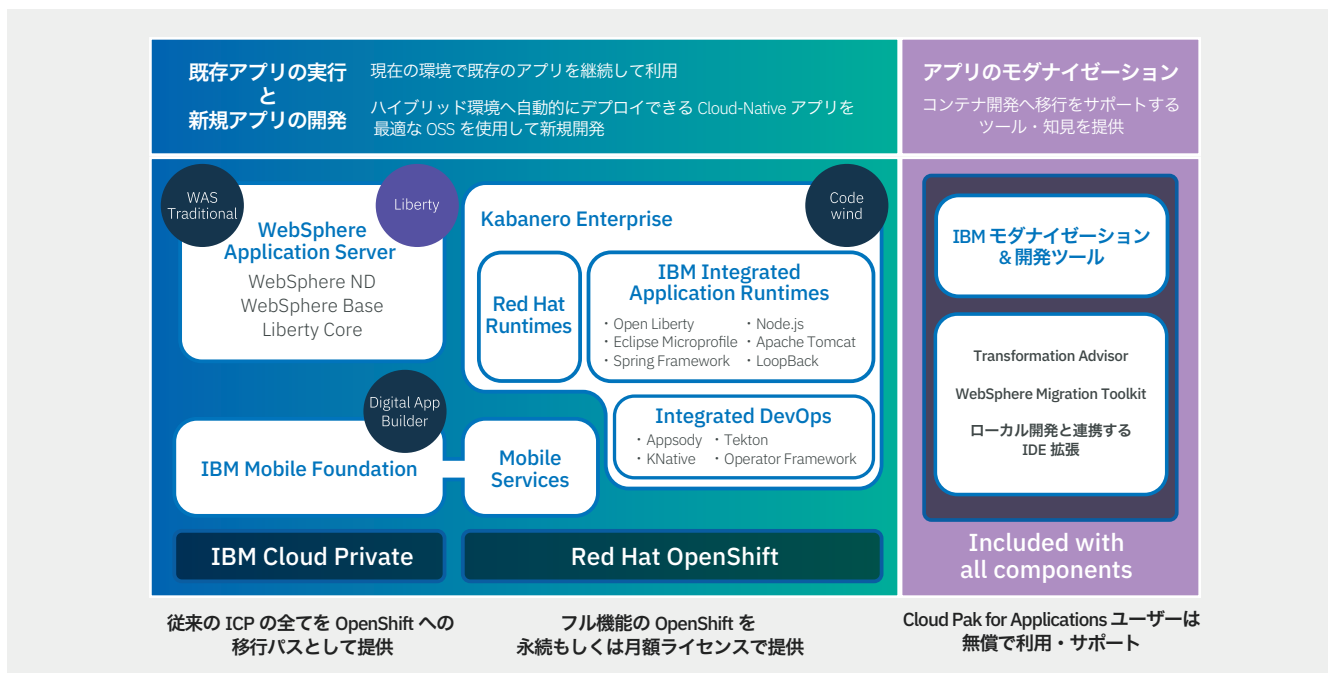 既存アプリの実行
と
新規アプリの開発
現在の環境で既存のアプリを継続して利用
ハイブリッド環境へ自動的にデプロイできる Cloud-Native アプリを
最適な OSS を使用して新規開発
アプリのモダナイゼーション
コンテナ開発へ移行をサポートする
ツール・知見を提供
WAS
Traditional
Liberty
WebSphere
Application Server
WebSphere ND
WebSphere Base
Liberty Core
Code
wind
Kabanero Enterprise
Red Hat
Runtimes
IBM Integrated
Application Runtimes
・Open Liberty
・Eclipse Microprofile
・Spring Framework
・Node.js
・Apache Tomcat
・LoopBack
Integrated DevOps
・Appsody
・KNative
・Tekton
・Operator Framework
Digital App
Builder
IBM Mobile Foundation
Mobile
Services
IBM Cloud Private
Red Hat OpenShift
IBM モダナイゼーション
& 開発ツール
Transformation Advisor
WebSphere Migration Toolkit
ローカル開発と連携する
IDE 拡張
Included with
all components
従来の ICP の全てを OpenShift への
移行パスとして提供
フル機能の OpenShift を
永続もしくは月額ライセンスで提供
Cloud Pak for Applications ユーザーは
無償で利用・サポート